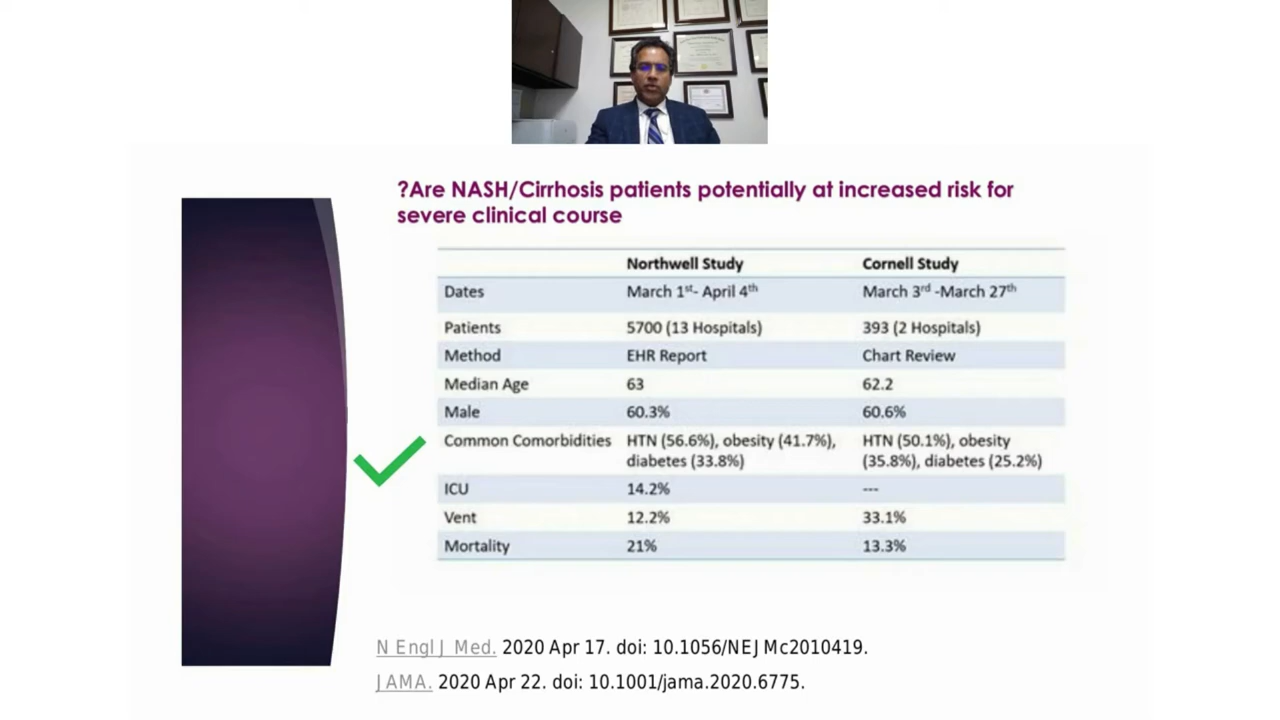 ?Are NASH/Cirrhosis patients potentially at increased risk for
severe clinical course
Northwell Study Cornell Study
Dates March 1st- April 4th March 3rd -March 27th
Patients 5700 (13 Hospitals) 393 (2 Hospitals)
Method EHR Report Chart Review
Median Age 63 62.2
Male 60.3% 60.6%
Common Comorbidities HTN (56.6%), obesity (41.7%), HTN (50.1%), obesity
diabetes (33.8%) (35.8%), diabetes (25.2%)
ICU 14.2% ---
Vent 12.2% 33.1%
Mortality 21% 13.3%
N Engl J Med. 2020 Apr 17. doi: 10.1056/NEJMc2010419.
JAMA. 2020 Apr 22. doi: 10.1001/jama.2020.6775.